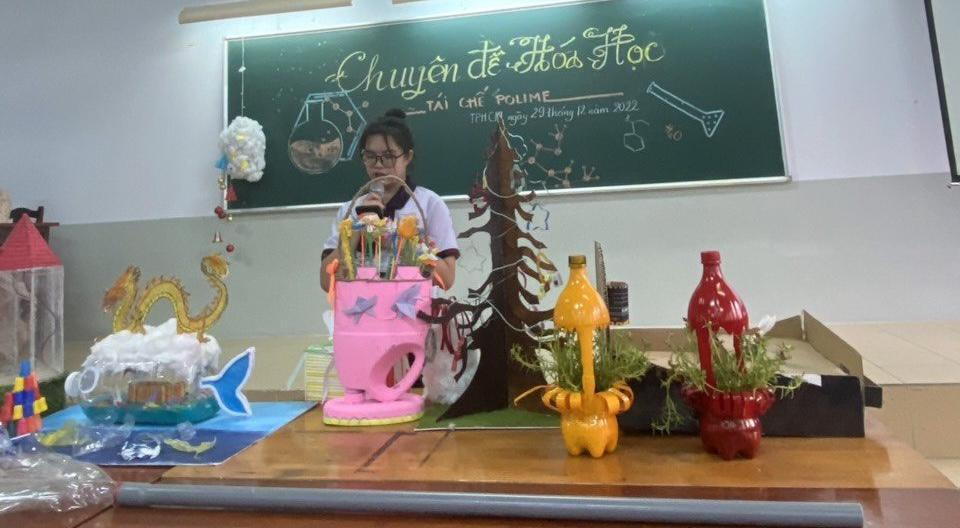 Chuyên đề Hóa Học
TÁI CHẾ POLIME
TPHCM, ngày 29 tháng 12 năm 2022